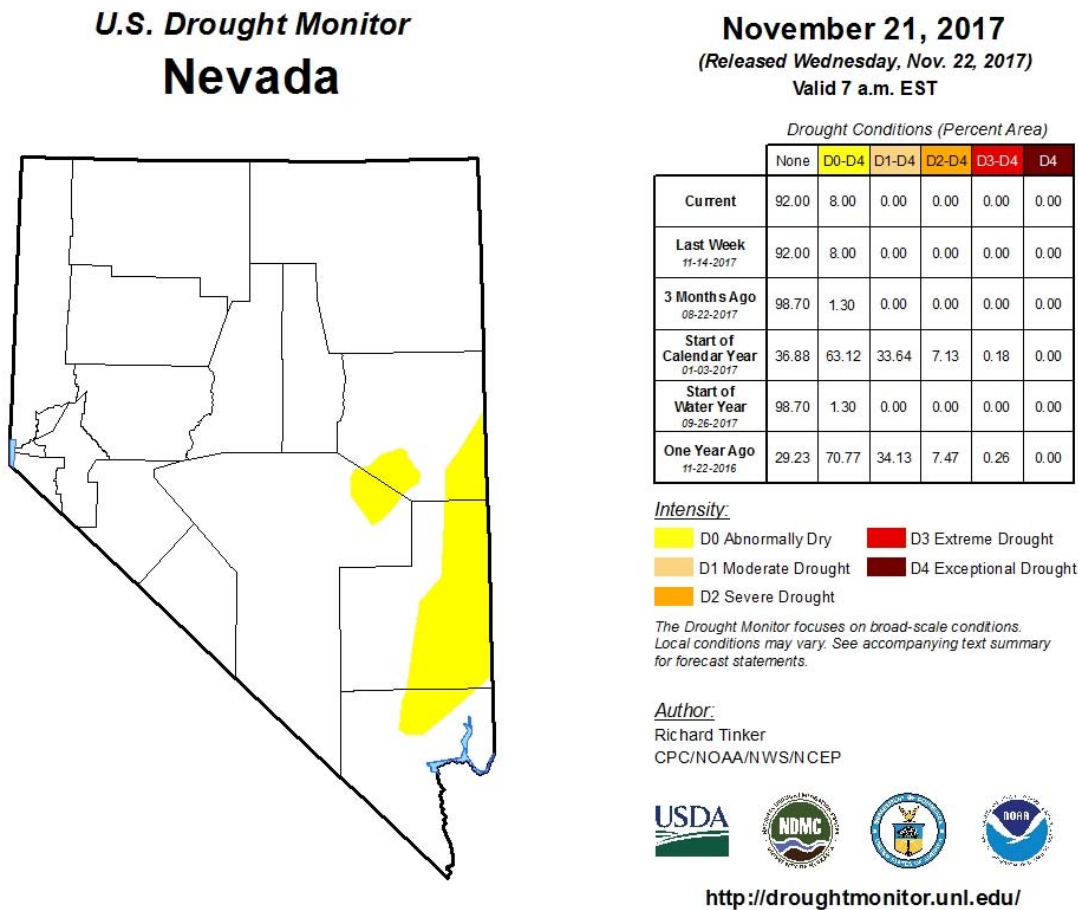 U.S. Drought Monitor
Nevada
November 21, 2017
(Released Wednesday, Nov. 22, 2017)
Valid 7 a.m. EST
Drought Conditions (Percent Area)
None D0-D4 D1-D4 D2-D4 D3-D4 D4
Current 92.00 8.00 0.00 0.00 0.00 0.00
Last Week
11-14-2017 92.00 8.00 0.00 0.00 0.00 0.00
3 Months Ago
08-22-2017 98.70 1.30 0.00 0.00 0.00 0.00
Start of
Calendar Year
01-03-2017 36.88 63.12 33.64 7.13 0.18 0.00
Start of
Water Year
09-26-2017 98.70 1.30 0.00 0.00 0.00 0.00
One Year Ago
11-22-2016 29.23 70.77 34.13 7.47 0.26 0.00
Intensity:
D0 Abnormally Dry
D1 Moderate Drought
D2 Severe Drought
D3 Extreme Drought
D4 Exceptional Drought
The Drought Monitor focuses on broad-scale conditions.
Local conditions may vary. See accompanying text summary
for forecast statements.
Author:
Richard Tinker
CPC/NOAA/NWS/NCEP
USDA
NDMC
NOAA
http://droughtmonitor.unl.edu/